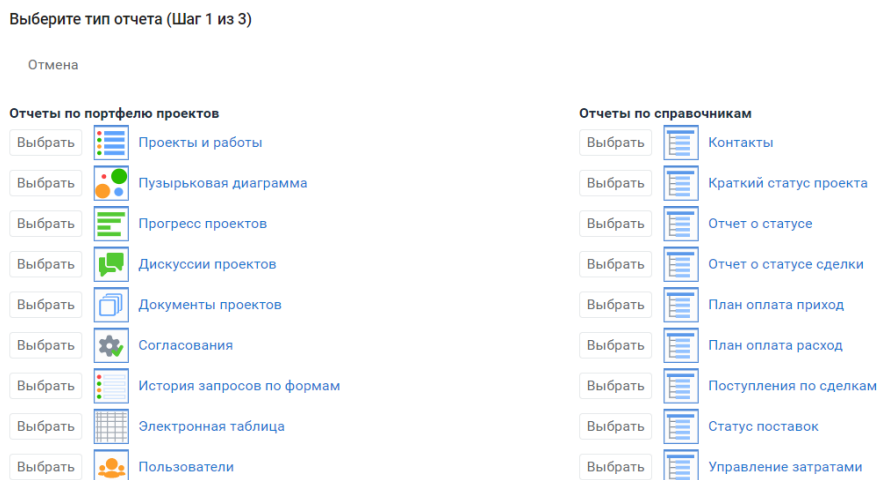 Выберите тип отчета (Шаг 1 из 3)
Отмена
Отчеты по портфелю проектов
Выбрать Проекты и работы
Выбрать Пузырьковая диаграмма
Выбрать Прогресс проектов
Выбрать Дискуссии проектов
Выбрать Документы проектов
Выбрать Согласования
Выбрать История запросов по формам
Выбрать Электронная таблица
Выбрать Пользователи
Отчеты по справочникам
Выбрать Контакты
Выбрать Краткий статус проекта
Выбрать Отчет о статусе
Выбрать Отчет о статусе сделки
Выбрать План оплата приход
Выбрать План оплата расход
Выбрать Поступления по сделкам
Выбрать Статус поставок
Выбрать Управление затратами